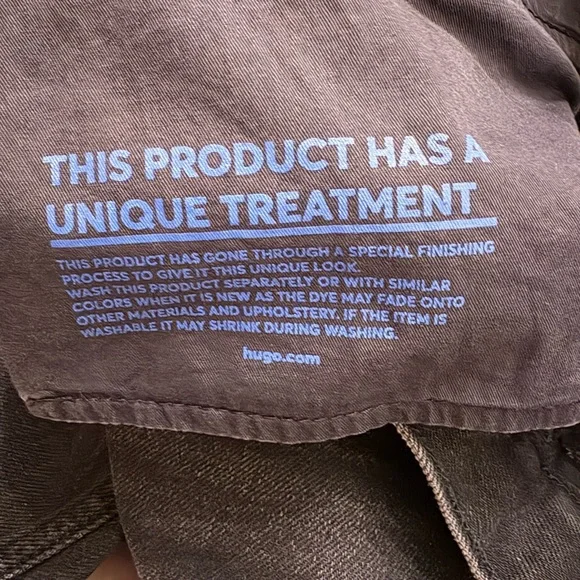 THIS PRODUCT HAS A
UNIQUE TREATMENT
THIS PRODUCT HAS GONE THROUGH A SPECIAL FINISHING
PROCESS TO GIVE IT THIS UNIQUE LOOK.
WASH THIS PRODUCT SEPARATELY OR WITH SIMILAR
COLORS WHEN IT IS NEW AS THE DYE MAY FADE ONTO
OTHER MATERIALS AND UPHOLSTERY. IF THE ITEM IS
WASHABLE IT MAY SHRINK DURING WASHING.
hugo.com